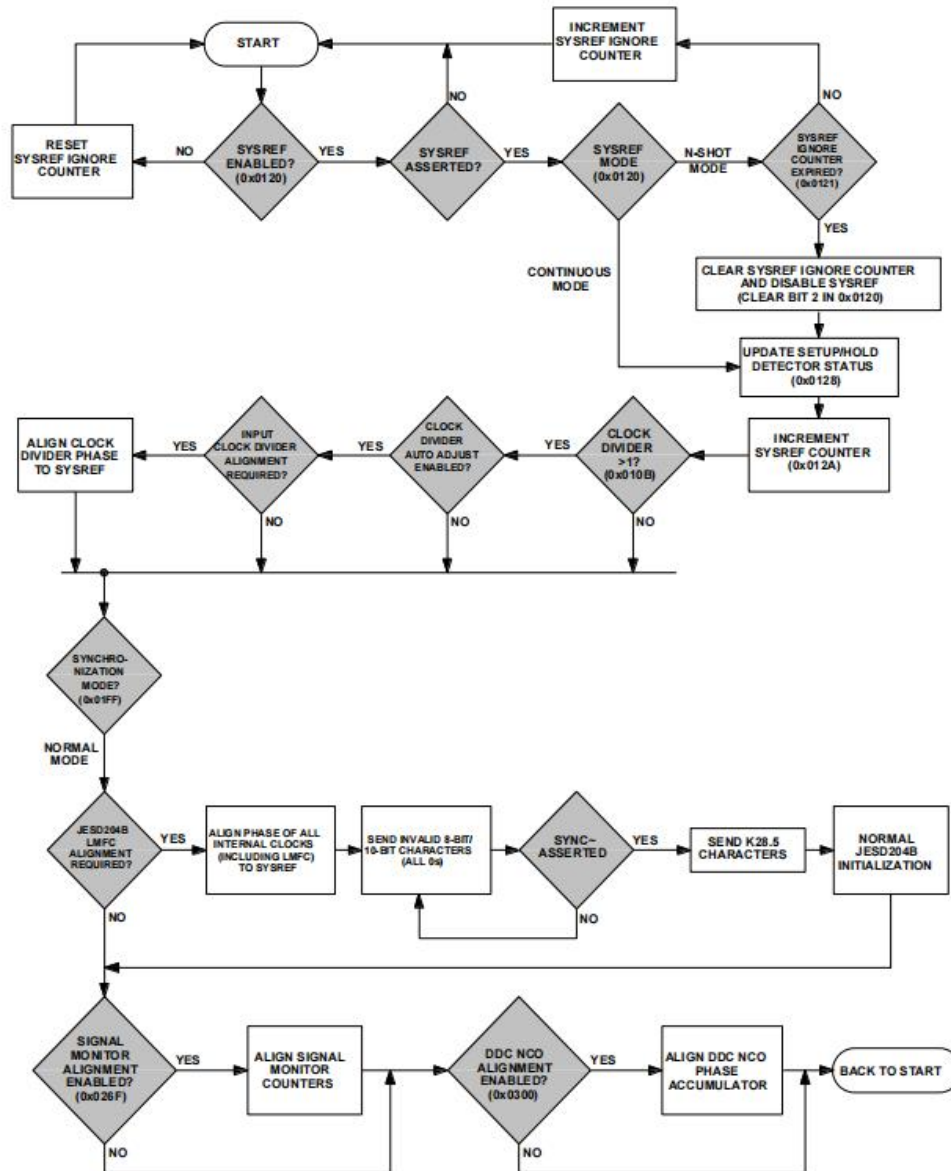 START
INCREMENT
SYSREF IGNORE
COUNTER
RESET
SYSREF IGNORE
COUNTER
NO
SYSREF
ENABLED?
(0x0120)
YES
NO
SYSREF
ASSERTED?
YES
SYSREF
MODE
(0x0120)
N-SHOT
MODE
NO
SYSREF
IGNORE
COUNTER
EXPIRED?
(0x0121)
YES
CONTINUOUS
MODE
CLEAR SYSREF IGNORE COUNTER
AND DISABLE SYSREF
(CLEAR BIT 2 IN 0x0120)
UPDATE SETUP/HOLD
DETECTOR STATUS
(0x0128)
ALIGN CLOCK
DIVIDER PHASE
TO SYSREF
YES
INPUT
CLOCK DIVIDER
ALIGNMENT
REQUIRED?
NO
YES
CLOCK
DIVIDER
AUTO ADJUST
ENABLED?
NO
YES
CLOCK
DIVIDER
>1?
(0x010B)
NO
INCREMENT
SYSREF COUNTER
(0x012A)
SYNCHRO-
NIZATION
MODE?
(0x01FF)
NORMAL
MODE
JESD204B
LMFC
ALIGNMENT
REQUIRED?
YES
NO
ALIGN PHASE OF ALL
INTERNAL CLOCKS
(INCLUDING LMFC)
TO SYSREF
SEND INVALID 8-BIT/
10-BIT CHARACTERS
(ALL 0s)
SYNC~
ASSERTED
YES
NO
SEND K28.5
CHARACTERS
NORMAL
JESD204B
INITIALIZATION
SIGNAL
MONITOR
ALIGNMENT
ENABLED?
(0x026F)
YES
NO
ALIGN SIGNAL
MONITOR
COUNTERS
DDC NCO
ALIGNMENT
ENABLED?
(0x0300)
YES
NO
ALIGN DDC NCO
PHASE
ACCUMULATOR
BACK TO START